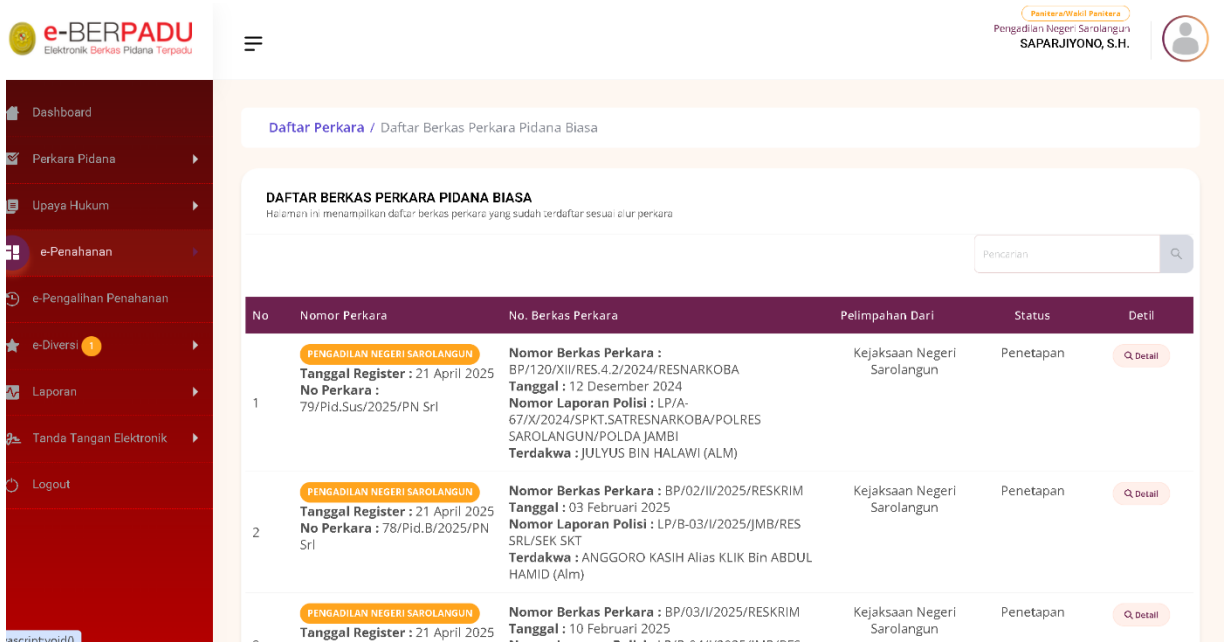 e-BERPADU
Elektronik Berkas Pidana Terpadu
Panitera/Wakil Panitera
Pengadilan Negeri Sarolangun
SAPARJIYONO, S.H.
Dashboard
Perkara Pidana
Upaya Hukum
e-Penahanan
e-Pengalihan Penahanan
e-Diversi 1
Laporan
Tanda Tangan Elektronik
Logout
Daftar Perkara / Daftar Berkas Perkara Pidana Biasa
DAFTAR BERKAS PERKARA PIDANA BIASA
Halaman ini menampilkan daftar berkas perkara yang sudah terdaftar sesuai alur perkara
Pencarian
No Nomor Perkara No. Berkas Perkara Pelimpahan Dari Status Detil
1
PENGADILAN NEGERI SAROLANGUN
Tanggal Register : 21 April 2025
No Perkara :
79/Pid.Sus/2025/PN Srl
Nomor Berkas Perkara :
BP/120/XII/RES.4.2/2024/RESNARKOBA
Tanggal : 12 Desember 2024
Nomor Laporan Polisi : LP/A-
67/X/2024/SPKT.SATRESNARKOBA/POLRES
SAROLANGUN/POLDA JAMBI
Terdakwa : JULYUS BIN HALAWI (ALM)
Kejaksaan Negeri
Sarolangun
Penetapan
Detail
2
PENGADILAN NEGERI SAROLANGUN
Tanggal Register : 21 April 2025
No Perkara : 78/Pid.B/2025/PN
Srl
Nomor Berkas Perkara : BP/02/II/2025/RESKRIM
Tanggal : 03 Februari 2025
Nomor Laporan Polisi : LP/B-03/I/2025/JMB/RES
SRL/SEK SKT
Terdakwa : ANGGORO KASIH Alias KLIK Bin ABDUL
HAMID (Alm)
Kejaksaan Negeri
Sarolangun
Penetapan
Detail
PENGADILAN NEGERI SAROLANGUN
Tanggal Register : 21 April 2025
Nomor Berkas Perkara : BP/03/I/2025/RESKRIM
Tanggal : 10 Februari 2025
Kejaksaan Negeri
Sarolangun
Penetapan
Detail